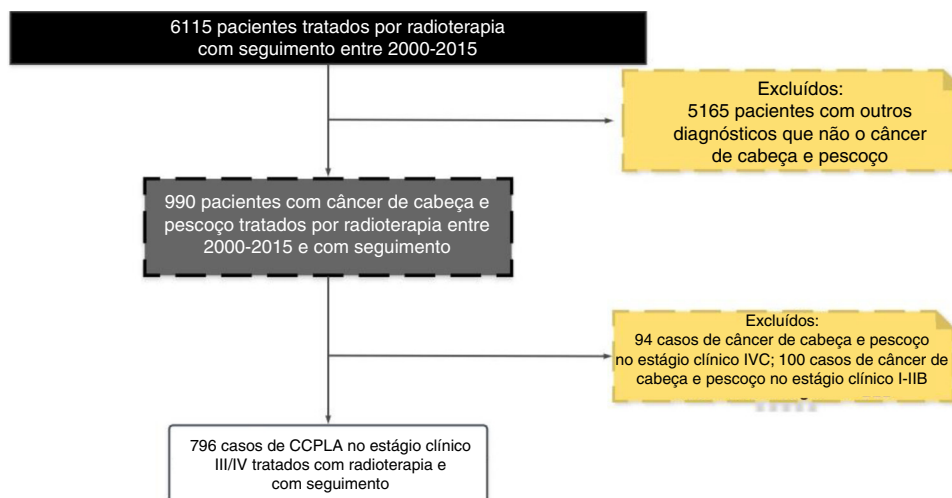 6115 pacientes tratados por radioterapia
com seguimento entre 2000-2015
Excluídos:
5165 pacientes com outros
diagnósticos que não o câncer
de cabeça e pescoço
990 pacientes com câncer de cabeça e
pescoço tratados por radioterapia entre
2000-2015 e com seguimento
Excluídos:
94 casos de câncer de cabeça e pescoço
no estágio clínico IVC; 100 casos de câncer de
cabeça e pescoço no estágio clínico I-IIB
796 casos de CCPLA no estágio clínico
III/IV tratados com radioterapia e
com seguimento